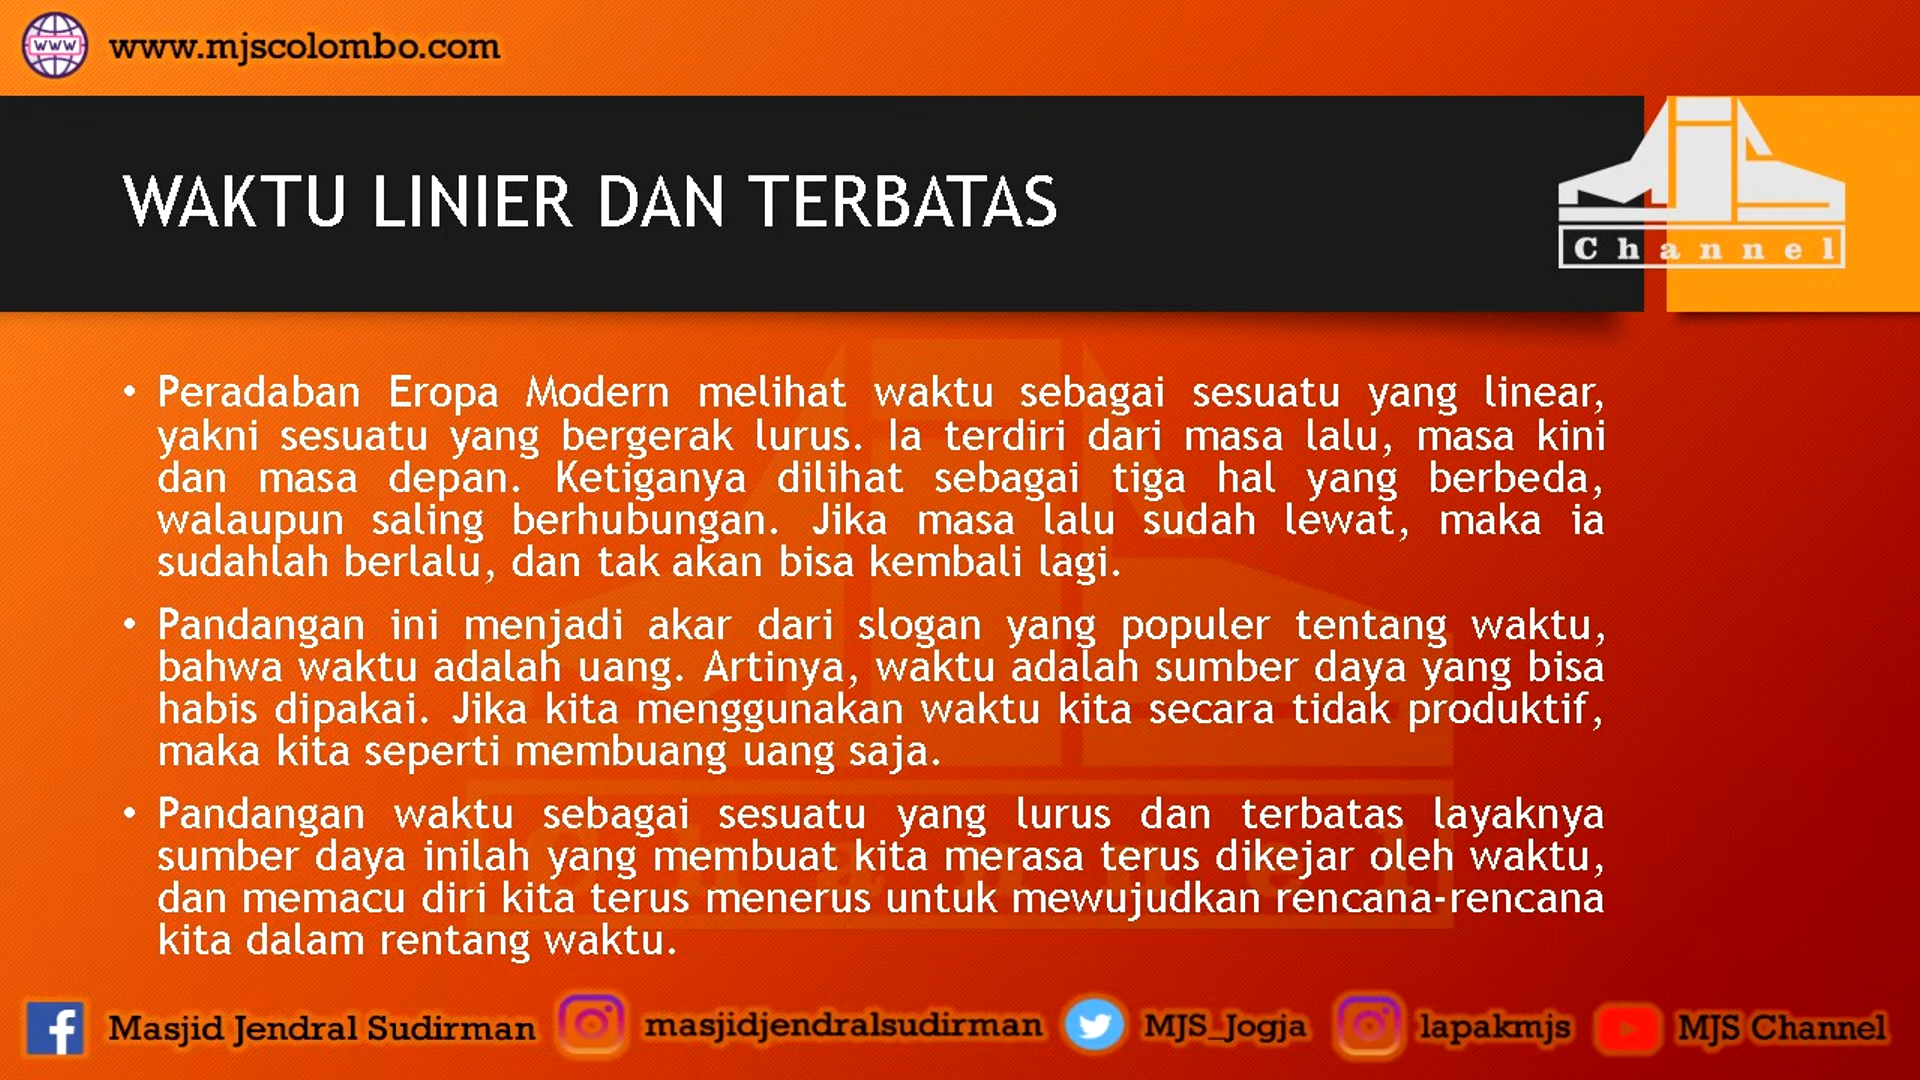 www
www.mjscolombo.com
WAKTU LINIER DAN TERBATAS
MJS
Channel
• Peradaban Eropa Modern melihat waktu sebagai sesuatu yang linear,
yakni sesuatu yang bergerak lurus. Ia terdiri dari masa lalu, masa kini
dan masa depan. Ketiganya dilihat sebagai tiga hal yang berbeda,
walaupun saling berhubungan. Jika masa lalu sudah lewat, maka ia
sudahlah berlalu, dan tak akan bisa kembali lagi.
• Pandangan ini menjadi akar dari slogan yang populer tentang waktu,
bahwa waktu adalah uang. Artinya, waktu adalah sumber daya yang bisa
habis dipakai. Jika kita menggunakan waktu kita secara tidak produktif,
maka kita seperti membuang uang saja.
• Pandangan waktu sebagai sesuatu yang lurus dan terbatas layaknya
sumber daya inilah yang membuat kita merasa terus dikejar oleh waktu,
dan memacu diri kita terus menerus untuk mewujudkan rencana-rencana
kita dalam rentang waktu.
Masjid Jendral Sudirman masjidjendralsudirman MJS_Jogja lapakmjs MJS Channel